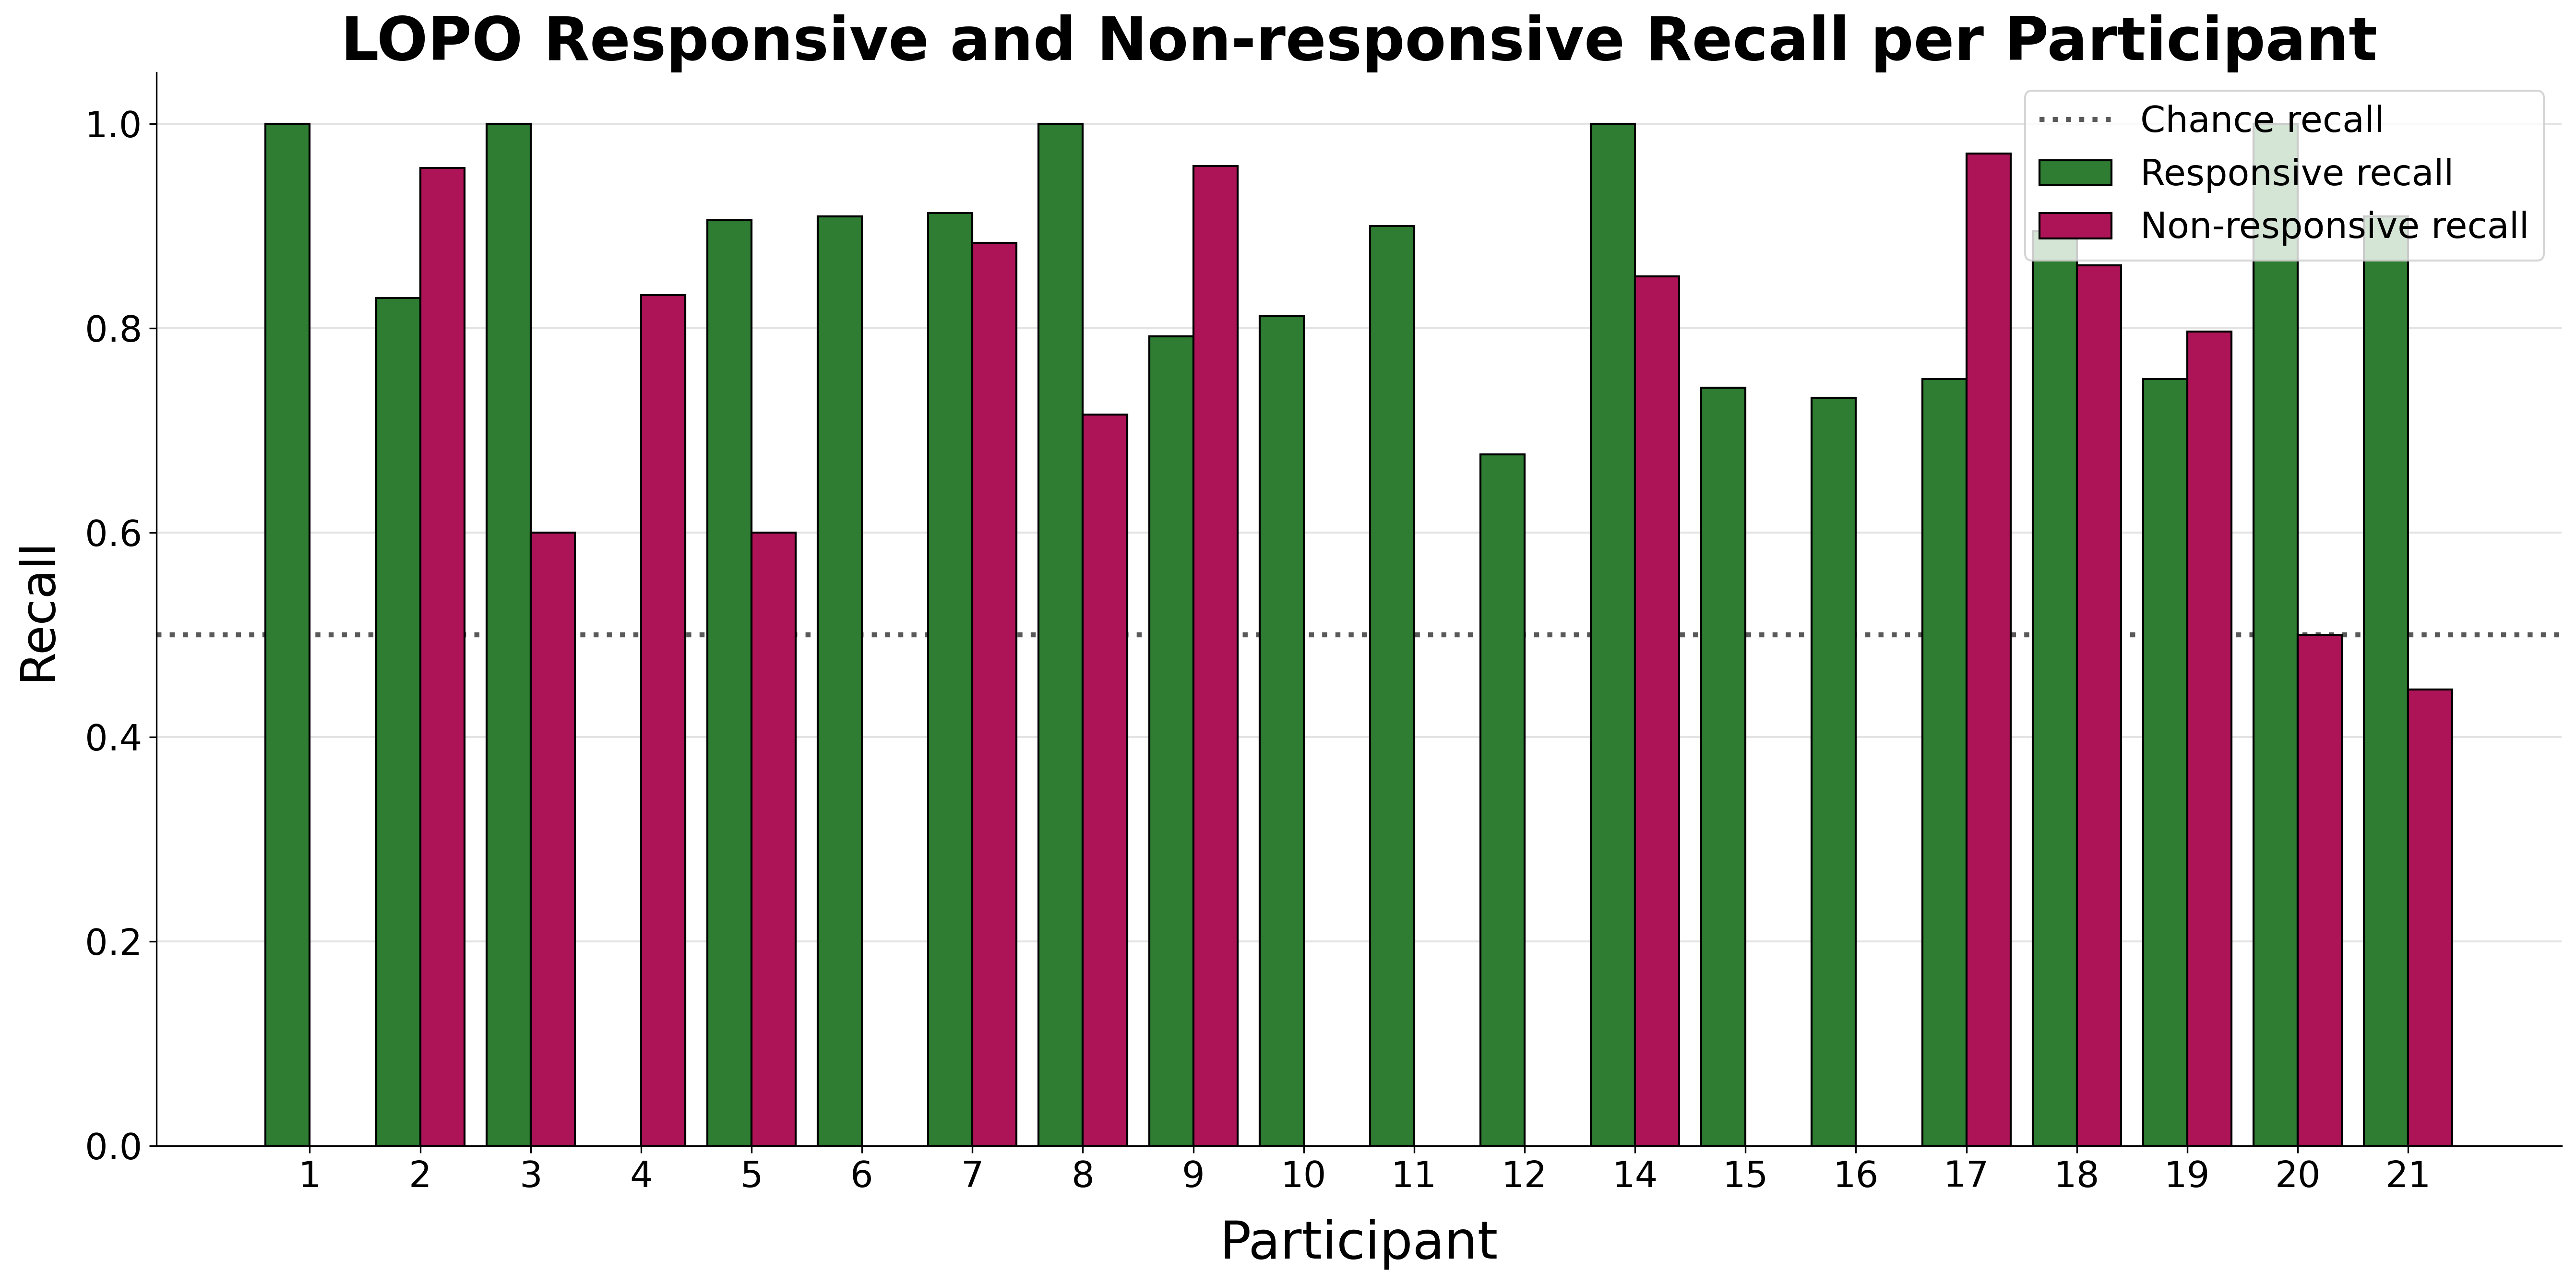 LOPO Responsive and Non-responsive Recall per Participant
Chance recall
Responsive recall
Non-responsive recall
1.0
0.8
0.6
0.4
0.2
0.0
Recall
1 2 3 4 5 6 7 8 9 10 11 12 14 15 16 17 18 19 20 21
Participant